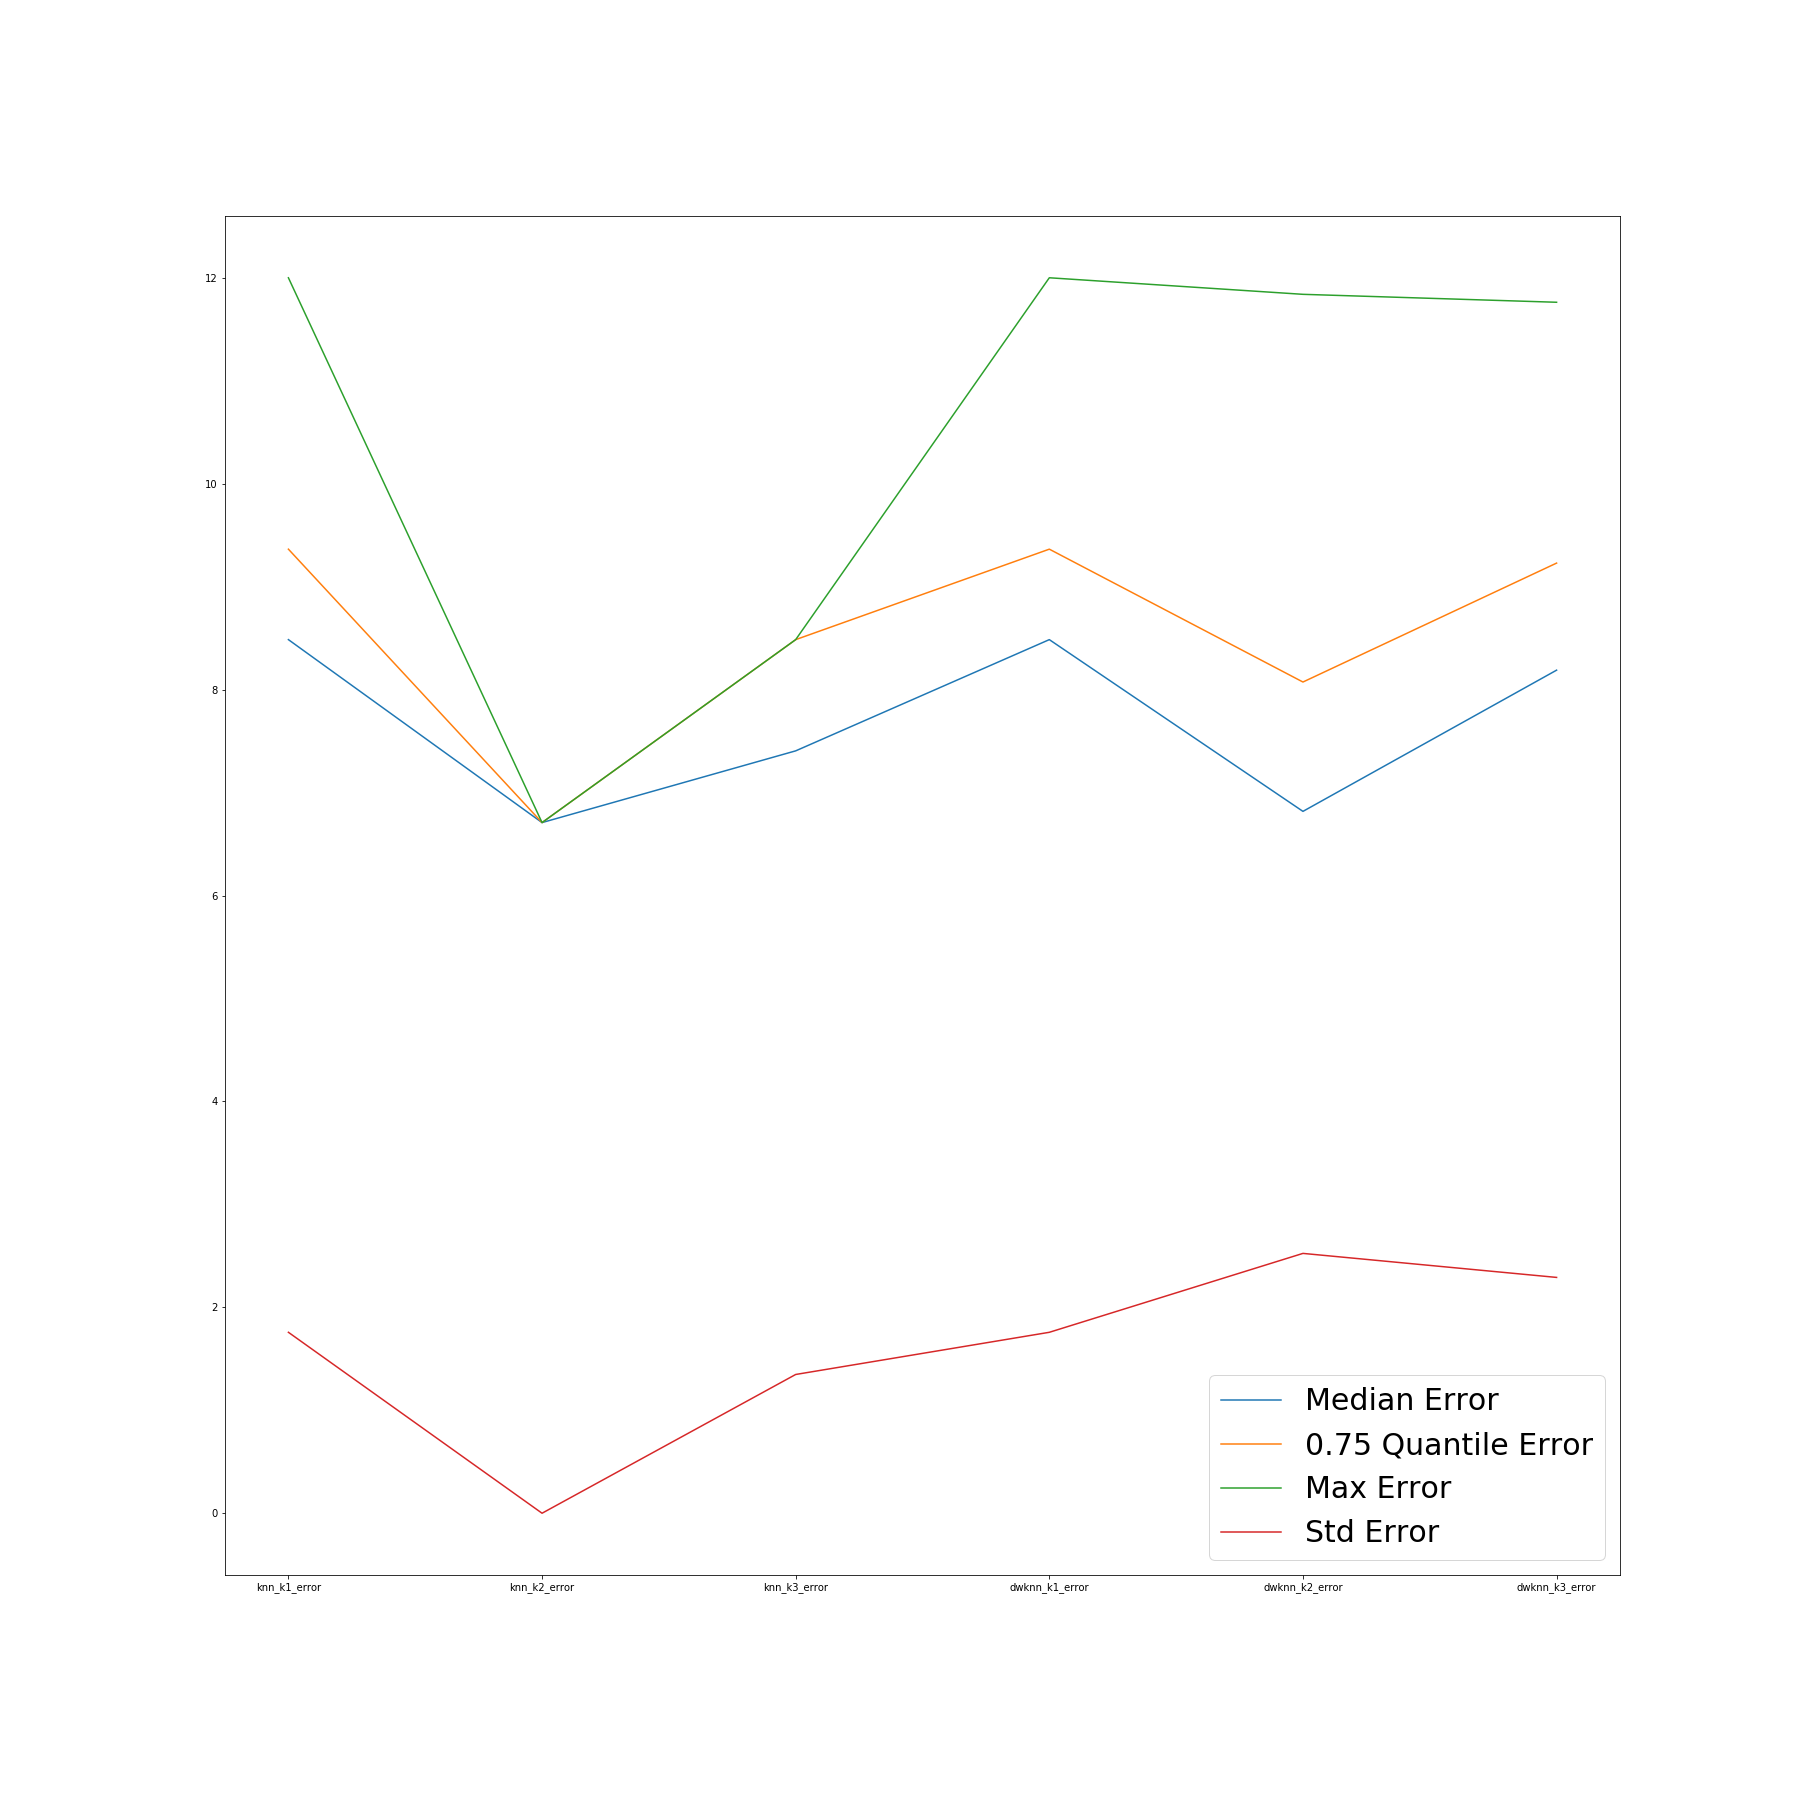 12
10
8
6
4
2
0
knn_k1_error knn_k2_error knn_k3_error dwknn_k1_error dwknn_k2_error dwknn_k3_error
Median Error
0.75 Quantile Error
Max Error
Std Error